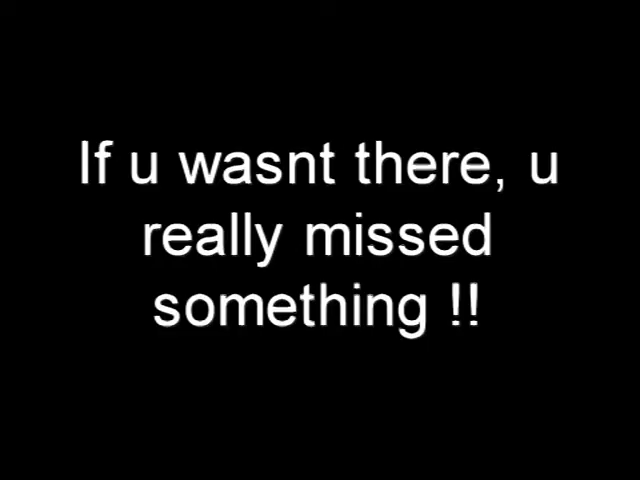 If u wasnt there, u
really missed
something !!